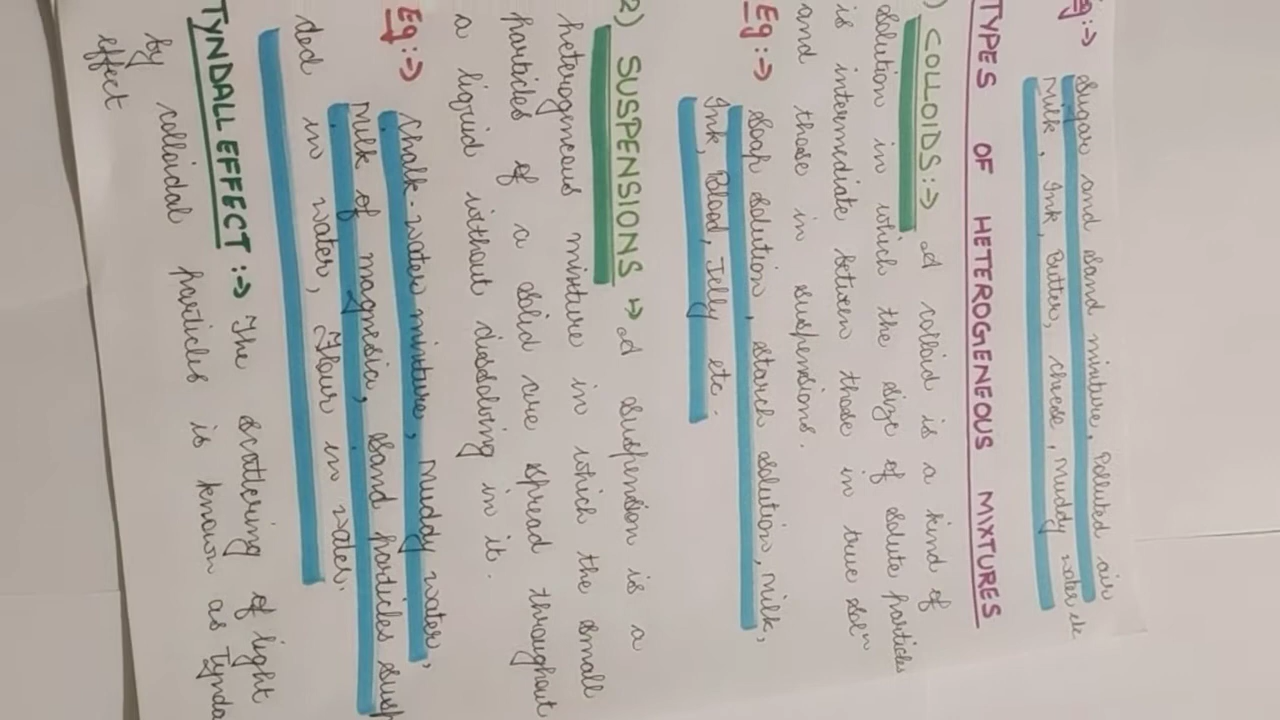 Eg:→ Sugar and sand mixture, Polluted air
Milk, Ink, Butter, cheese, Muddy water etc
TYPES OF HETEROGENEOUS MIXTURES
) COLLOIDS:→ A colloid is a kind of
solution in which the size of solute particles
is intermediate between those in true solⁿ
and those in suspensions.
Eg:→ Soap solution, starch solution, milk,
Ink, Blood, Jelly etc.
2) SUSPENSIONS → A suspension is a
heterogeneous mixture in which the small
particles of a solid are spread throughout
a liquid without dissolving in it.
Eg:→ Chalk-water mixture, Muddy water,
Milk of magnesia, Sand particles susp
ded in water, Flour in water.
TYNDALL EFFECT:→ The scattering of light
by colloidal particles is known as Tynda
effect